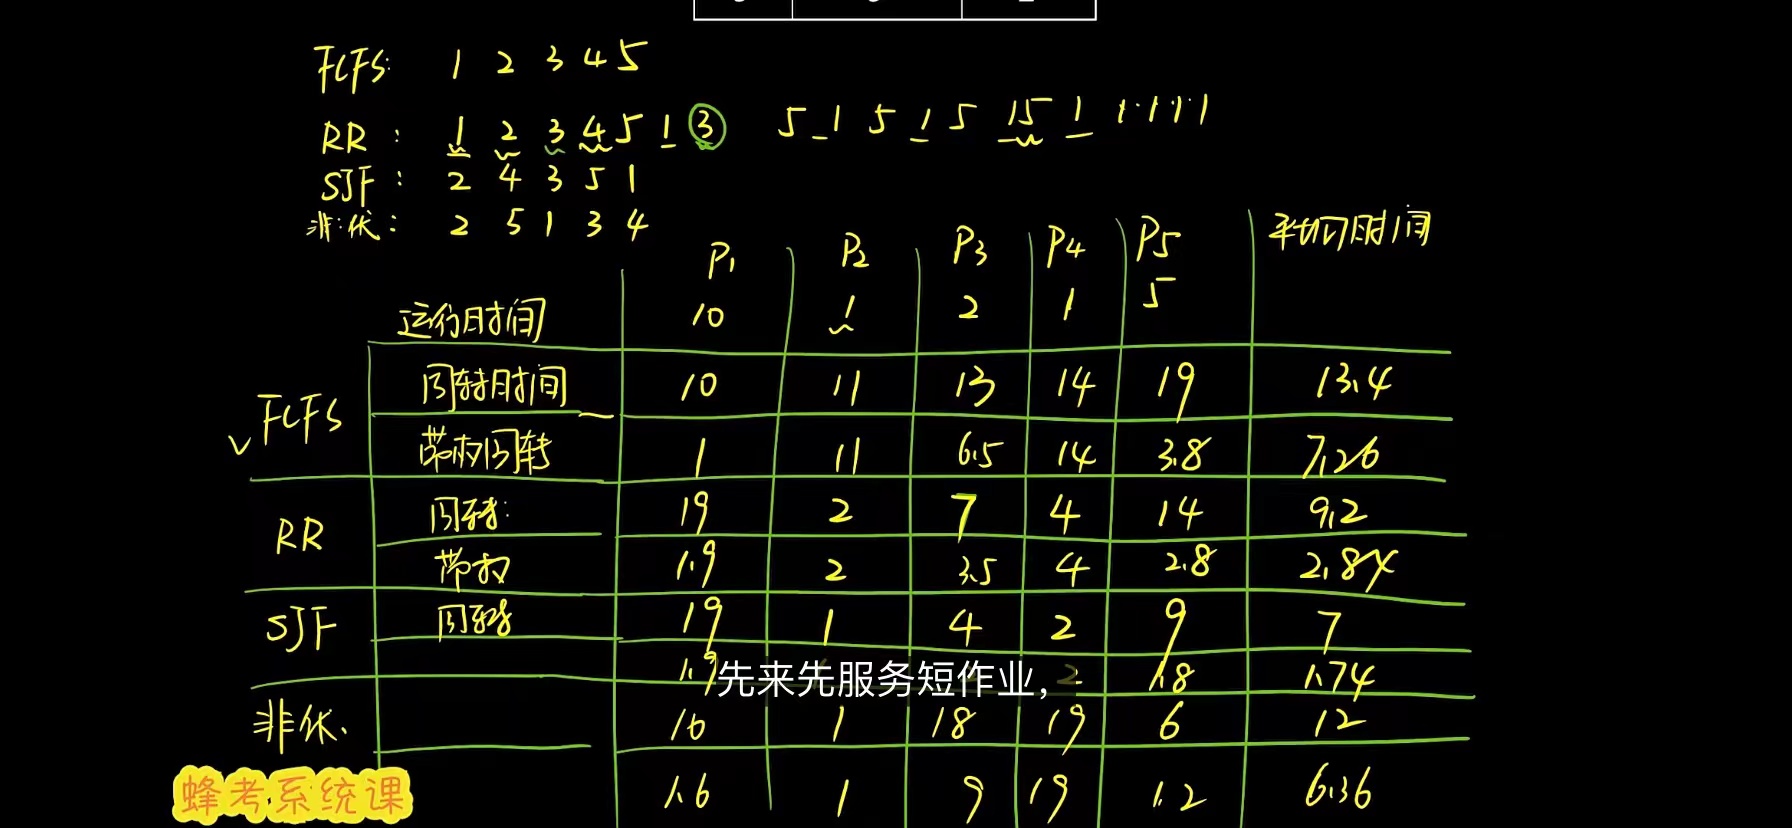 FCFS: 1 2 3 4 5
RR: 1 2 3 4 5 1 ③ 5 1 5 1 5 15 1 1 1 1 1
SJF: 2 4 3 5 1
非优: 2 5 1 3 4
P1 P2 P3 P4 P5 平均时间
运行时间 10 1 2 1 5
FCFS 周转时间 10 11 13 14 19 13.4
带权周转 1 11 6.5 14 3.8 7.26
RR 周转: 19 2 7 4 14 9.2
带权 1.9 2 3.5 4 2.8 2.84
SJF 周转 19 1 4 2 9 7
1.9 2 1.8 1.74
先来先服务短作业，
非优. 16 1 18 19 6 12
1.6 1 9 19 1.2 6.36
蜂考系统课